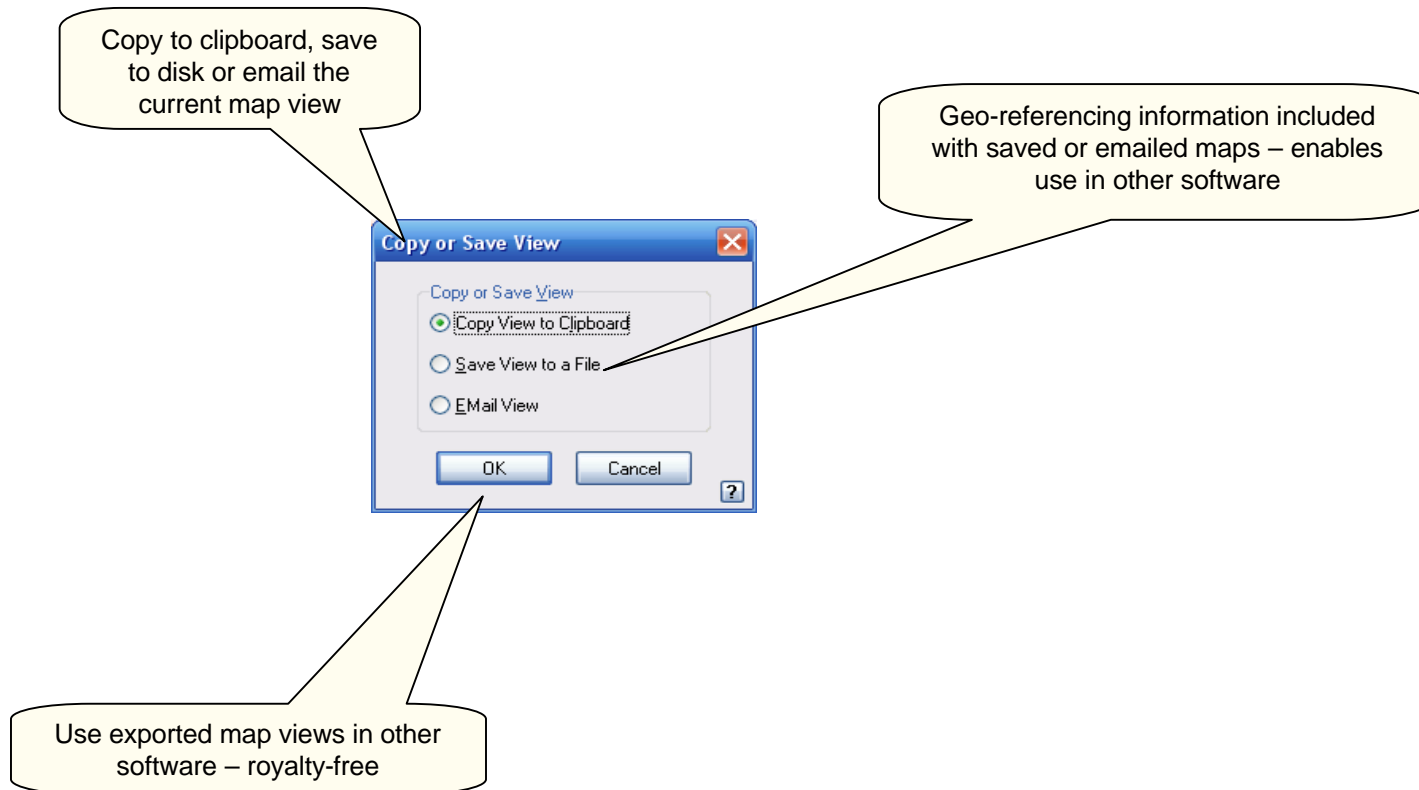 Copy to clipboard, save
to disk or email the
current map view
Geo-referencing information included
with saved or emailed maps – enables
use in other software
Copy or Save View
Copy or Save View
Copy View to Clipboard
Save View to a File
EMail View
OK
Cancel
?
Use exported map views in other
software – royalty-free